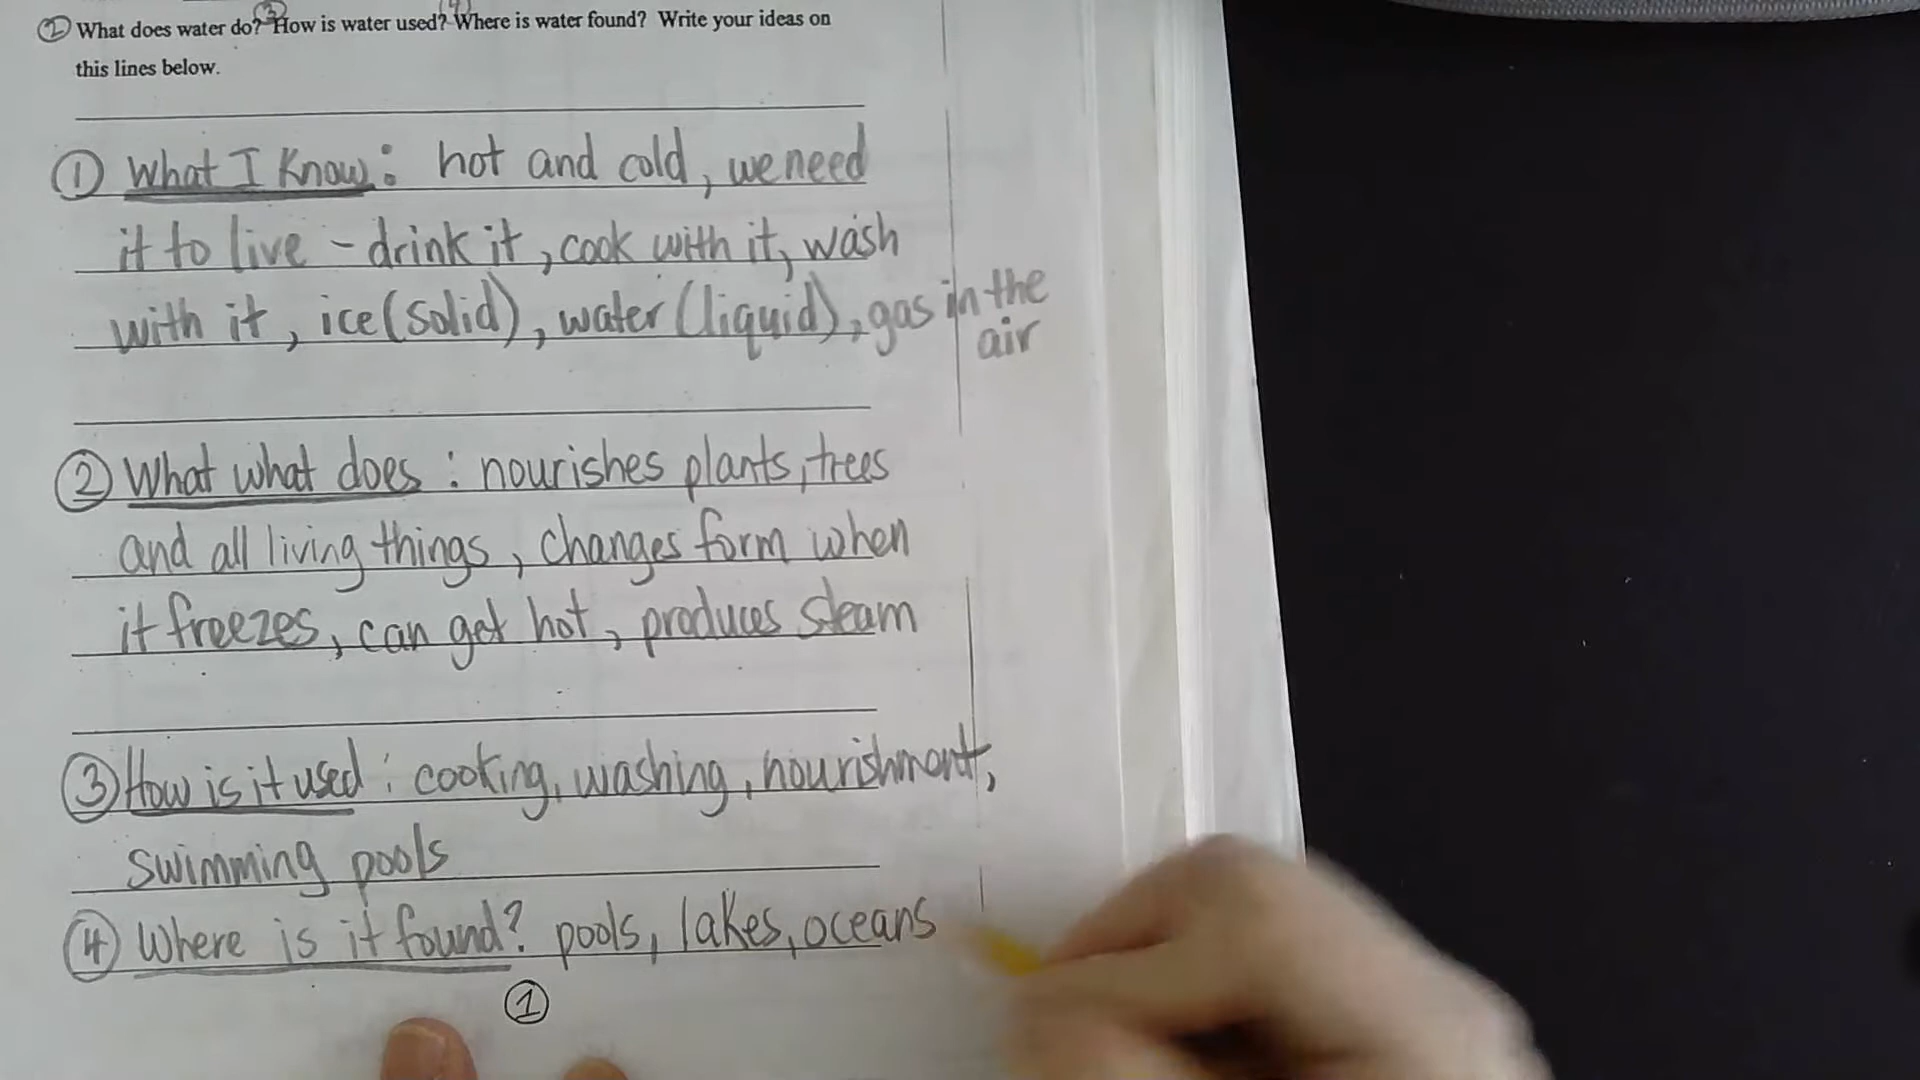 ② What does water do? ③ How is water used? ④ Where is water found? Write your ideas on
this lines below.
① What I Know: hot and cold, we need
it to live - drink it, cook with it, wash
with it, ice (solid), water (liquid), gas in the
air
② What what does: nourishes plants, trees
and all living things, changes form when
it freezes, can get hot, produces steam
③ How is it used: cooking, washing, nourishment,
swimming pools
④ Where is it found? pools, lakes, oceans
①